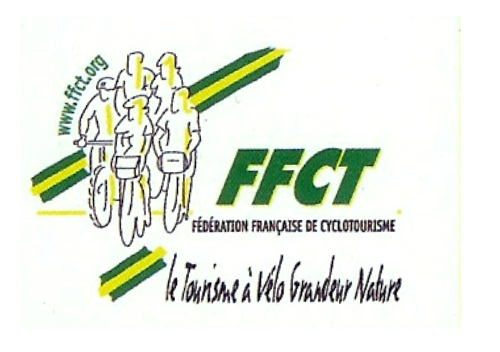 www.ffct.org
FFCT
FÉDÉRATION FRANÇAISE DE CYCLOTOURISME
le Tourisme à Vélo Grandeur Nature